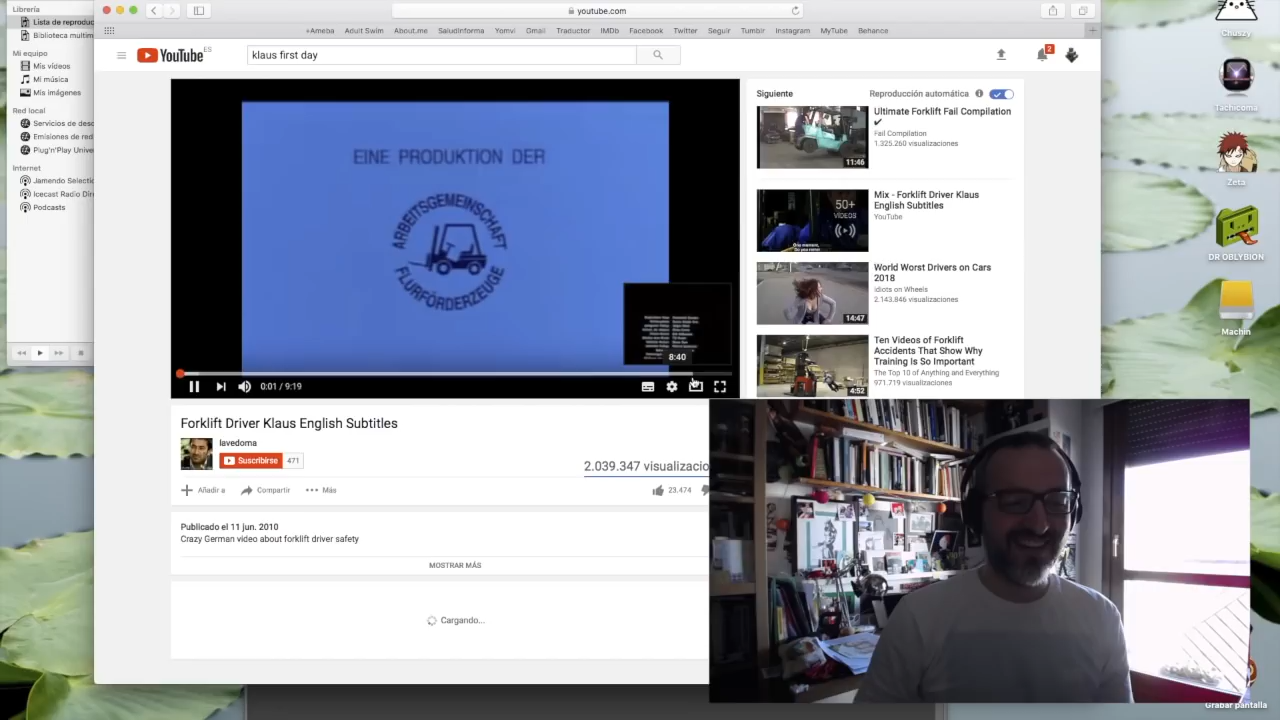 Librería
Lista de reproduc
Biblioteca multim
Mi equipo
Mis vídeos
Mi música
Mis imágenes
Red local
Servicios de desc
Emisiones de red
Plug'n'Play Unive
Internet
Jamendo Selectic
Icecast Radio Dir
Podcasts
youtube.com
+Ameba Adult Swim About.me SaludInforma Yomvi Gmail Traductor IMDb Facebook Twitter Seguir Tumblr Instagram MyTube Behance
YouTube ES
klaus first day
2
EINE PRODUKTION DER
ARBEITSGEMEINSCHAFT
FÜR FÖRDERZEUGE
8:40
0:01 / 9:19
Forklift Driver Klaus English Subtitles
lavedoma
Suscribirse 471
2.039.347 visualizacio
Añadir a Compartir Más
23.474
Publicado el 11 jun. 2010
Crazy German video about forklift driver safety
MOSTRAR MÁS
Cargando...
Siguiente
Reproducción automática
Ultimate Forklift Fail Compilation
✔
Fail Compilation
1.325.260 visualizaciones
11:46
Mix - Forklift Driver Klaus
English Subtitles
YouTube
50+
VÍDEOS
World Worst Drivers on Cars
2018
Idiots on Wheels
2.143.846 visualizaciones
14:47
Ten Videos of Forklift
Accidents That Show Why
Training Is So Important
The Top 10 of Anything and Everything
971.719 visualizaciones
4:52
Chuszy
Tachicoma
Zeta
DR OBLYBION
Machin
Grabar pantalla